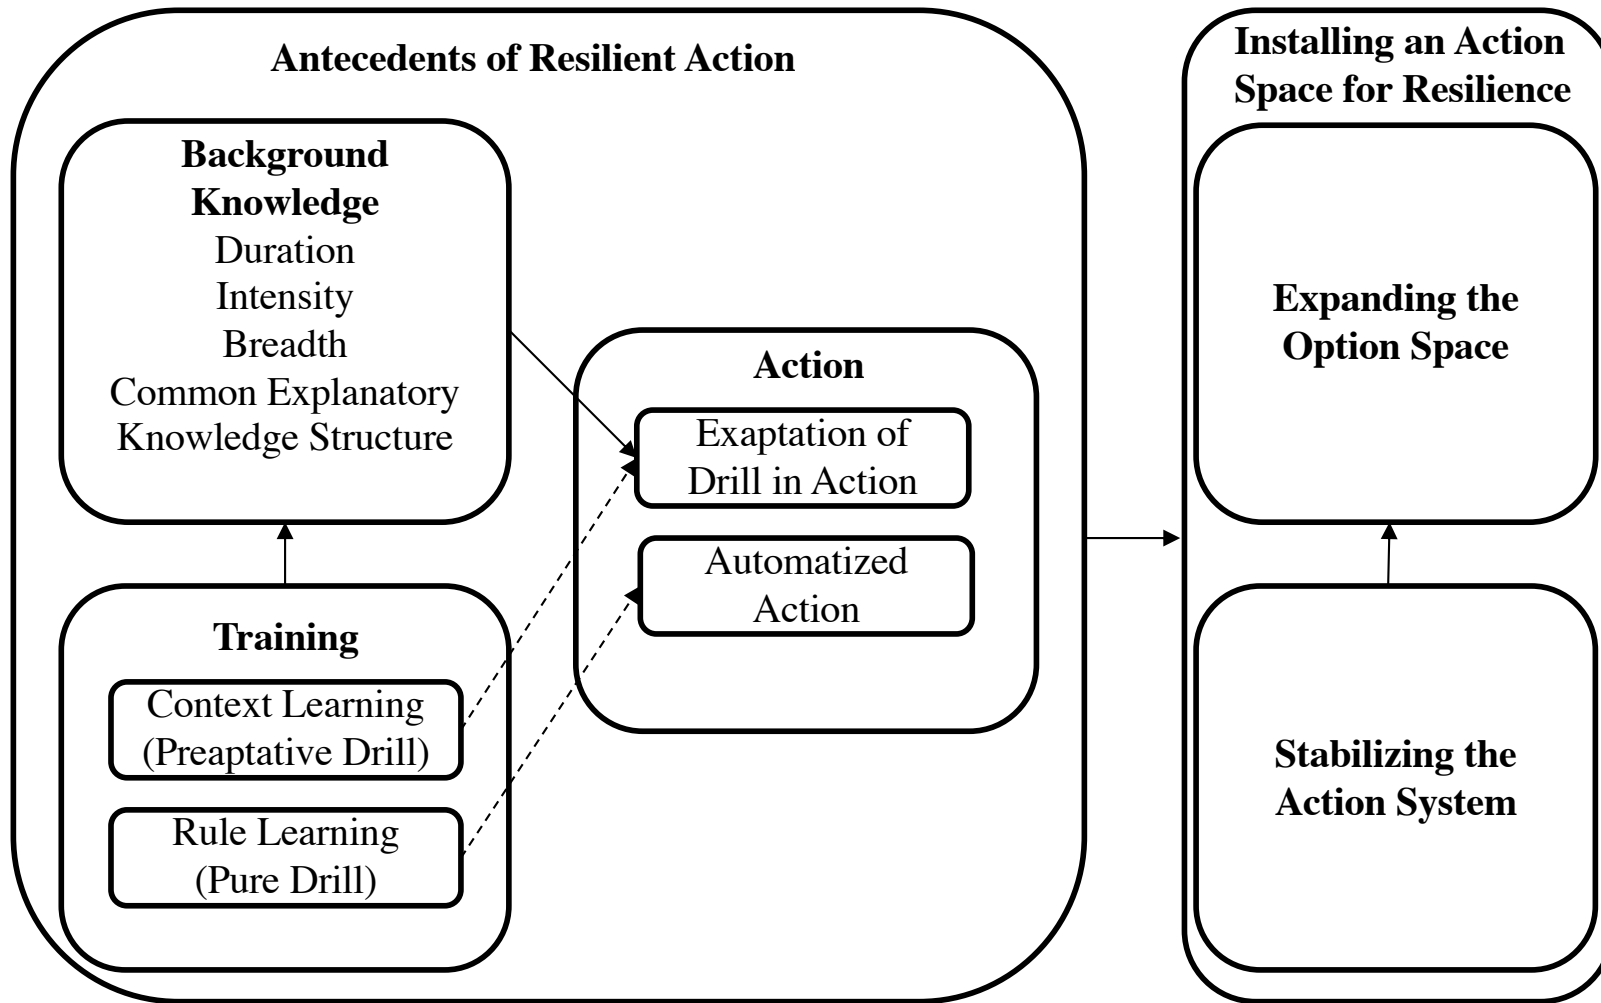 Antecedents of Resilient Action
Background
Knowledge
Duration
Intensity
Breadth
Common Explanatory
Knowledge Structure
Training
Context Learning
(Preaptative Drill)
Rule Learning
(Pure Drill)
Action
Exaptation of
Drill in Action
Automatized
Action
Installing an Action
Space for Resilience
Expanding the
Option Space
Stabilizing the
Action System